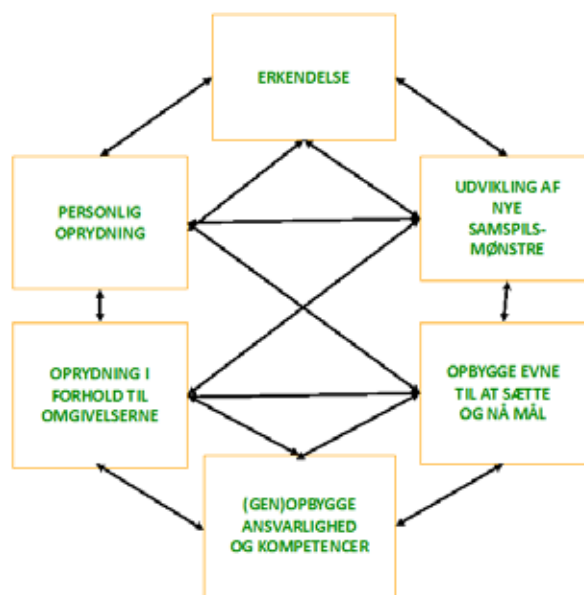 ERKENDELSE
PERSONLIG
OPRYDNING
UDVIKLING AF
NYE
SAMSPILS-
MØNSTRE
OPRYDNING I
FORHOLD TIL
OMGIVELSERNE
OPBYGGE EVNE
TIL AT SÆTTE
OG NÅ MÅL
(GEN)OPBYGGE
ANSVARLIGHED
OG KOMPETENCER